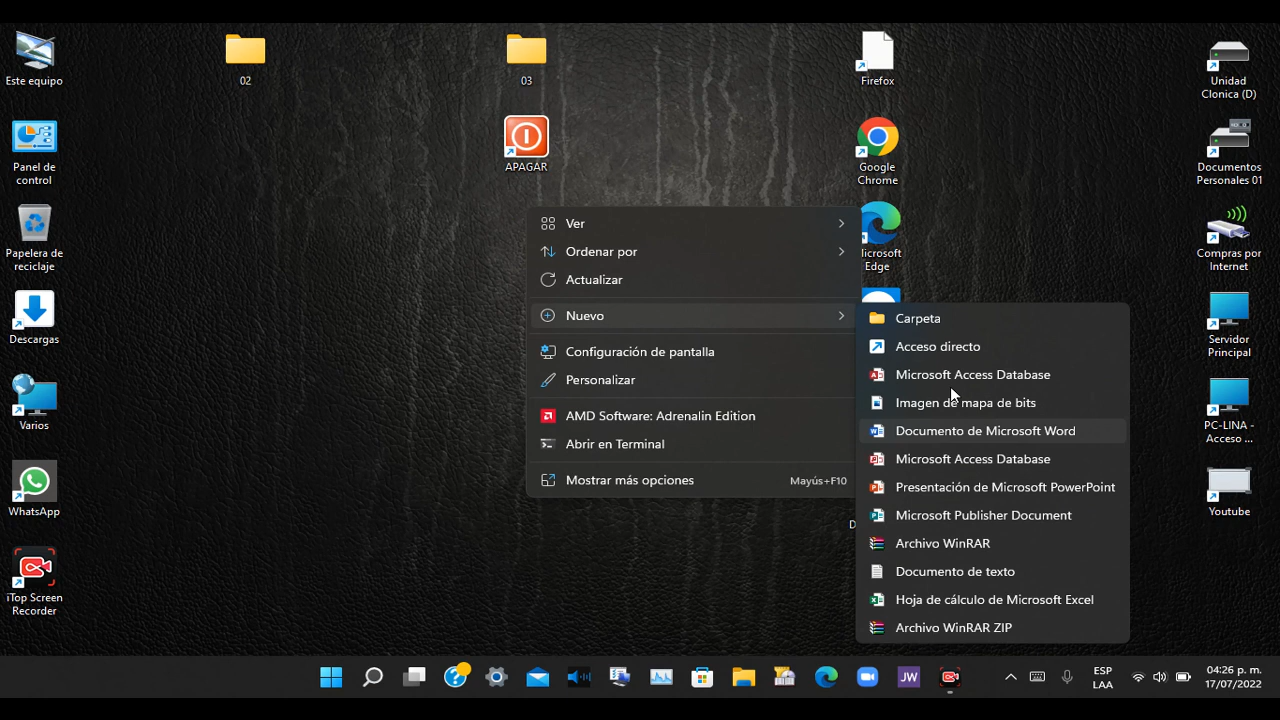 Este equipo
02
03
Firefox
Unidad
Clonica (D)
Panel de
control
APAGAR
Google
Chrome
Documentos
Personales 01
Papelera de
reciclaje
icrosoft
Edge
Compras por
Internet
Descargas
Servidor
Principal
Varios
PC-LINA -
Acceso ...
WhatsApp
Youtube
iTop Screen
Recorder
Ver
Ordenar por
Actualizar
Nuevo
Configuración de pantalla
Personalizar
AMD Software: Adrenalin Edition
Abrir en Terminal
Mostrar más opciones Mayús+F10
D
Carpeta
Acceso directo
Microsoft Access Database
Imagen de mapa de bits
Documento de Microsoft Word
Microsoft Access Database
Presentación de Microsoft PowerPoint
Microsoft Publisher Document
Archivo WinRAR
Documento de texto
Hoja de cálculo de Microsoft Excel
Archivo WinRAR ZIP
JW
ESP
LAA
04:26 p. m.
17/07/2022